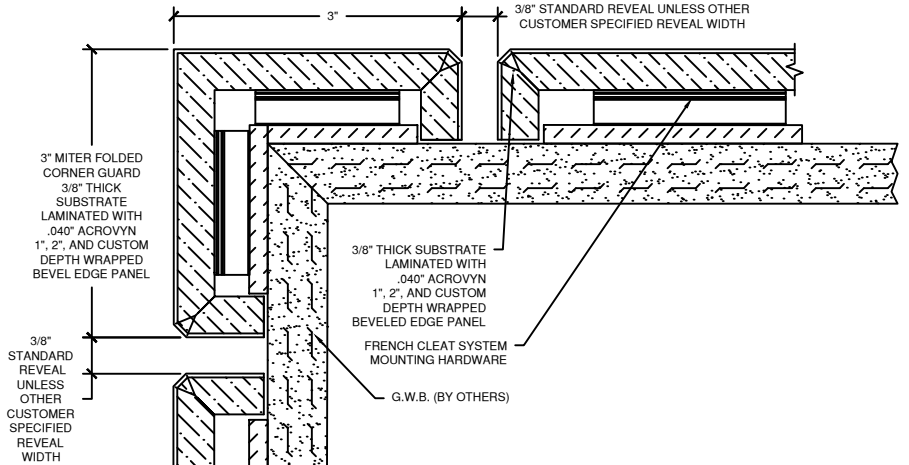 3"
3/8" STANDARD REVEAL UNLESS OTHER
CUSTOMER SPECIFIED REVEAL WIDTH
3" MITER FOLDED
CORNER GUARD
3/8" THICK
SUBSTRATE
LAMINATED WITH
.040" ACROVYN
1", 2", AND CUSTOM
DEPTH WRAPPED
BEVEL EDGE PANEL
3/8" THICK SUBSTRATE
LAMINATED WITH
.040" ACROVYN
1", 2", AND CUSTOM
DEPTH WRAPPED
BEVELED EDGE PANEL
FRENCH CLEAT SYSTEM
MOUNTING HARDWARE
G.W.B. (BY OTHERS)
3/8"
STANDARD
REVEAL
UNLESS
OTHER
CUSTOMER
SPECIFIED
REVEAL
WIDTH